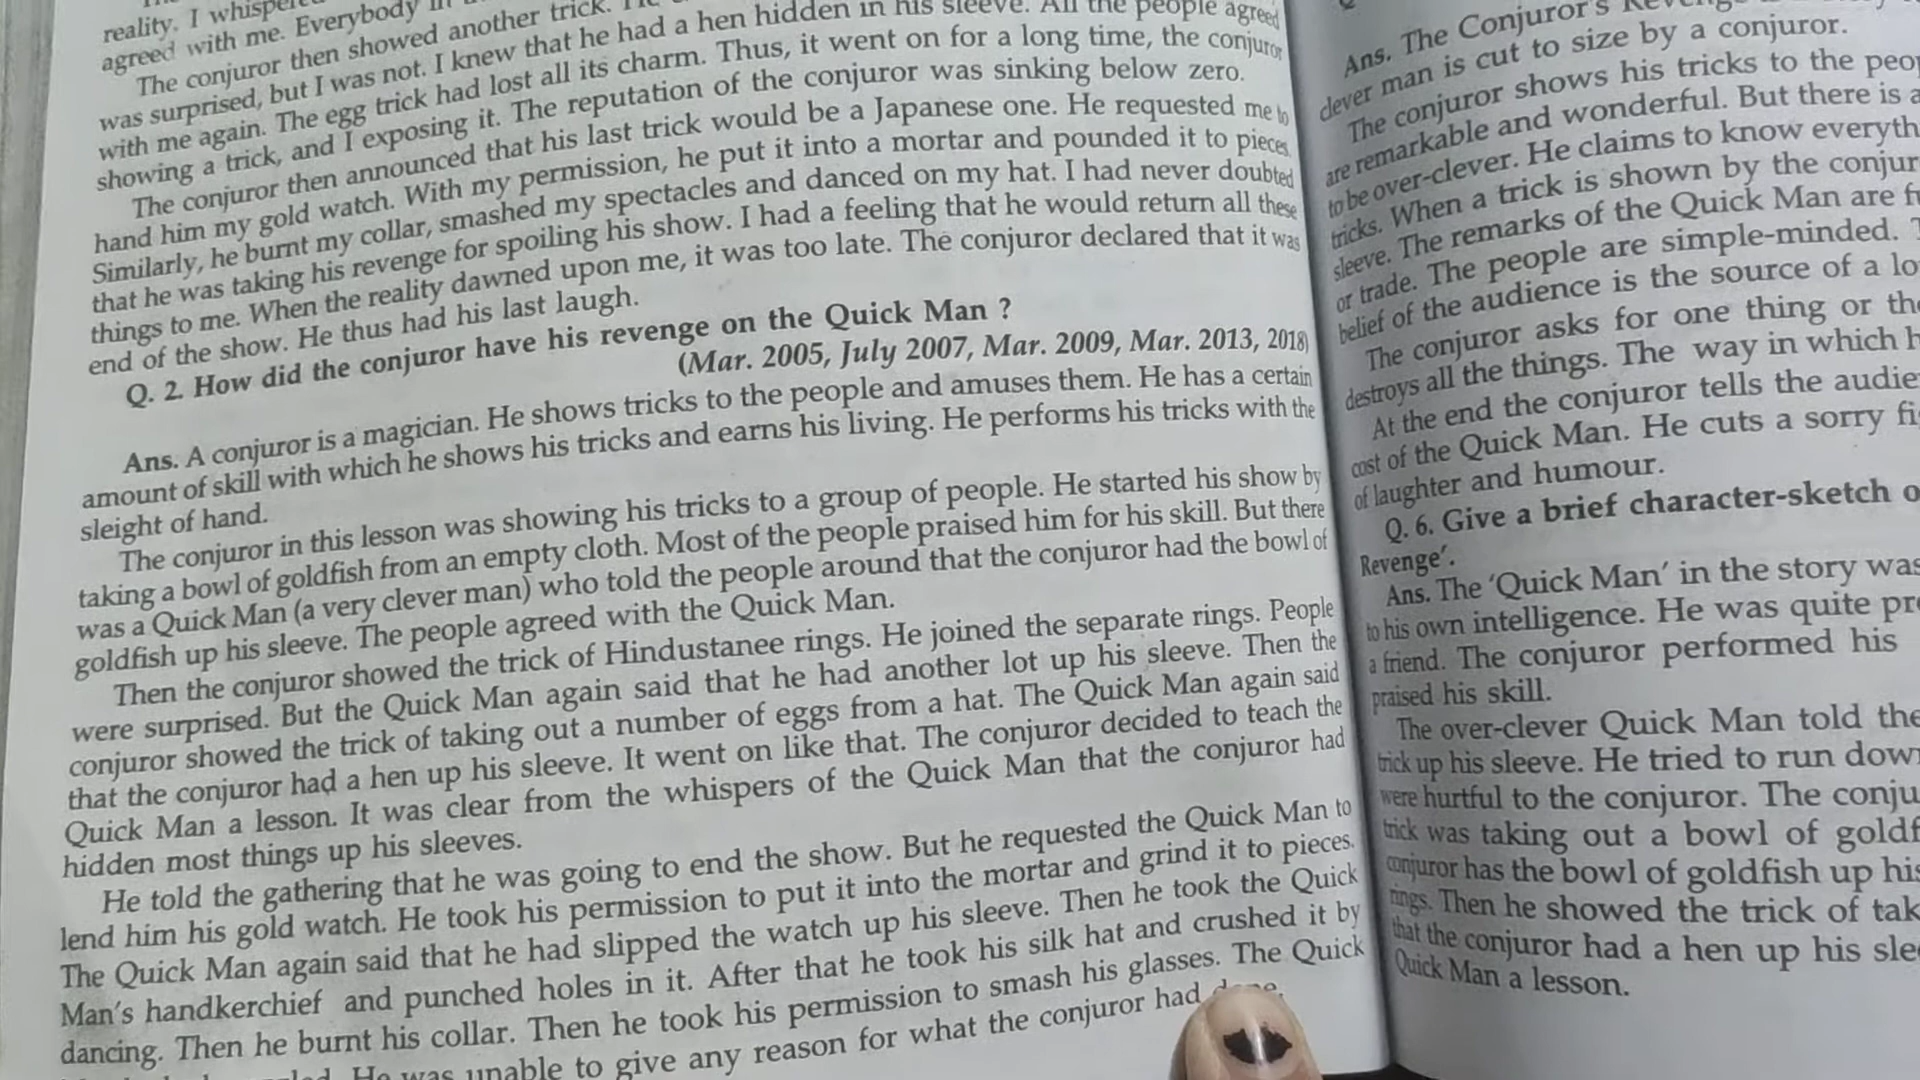 reality. I whispered
agreed with me. Everybody in
The conjuror then showed another trick.
was surprised, but I was not. I knew that he had a hen hidden in his sleeve. All the people agreed
with me again. The egg trick had lost all its charm. Thus, it went on for a long time, the conjuror
showing a trick, and I exposing it. The reputation of the conjuror was sinking below zero.
The conjuror then announced that his last trick would be a Japanese one. He requested me to
hand him my gold watch. With my permission, he put it into a mortar and pounded it to pieces.
Similarly, he burnt my collar, smashed my spectacles and danced on my hat. I had never doubted
that he was taking his revenge for spoiling his show. I had a feeling that he would return all these
things to me. When the reality dawned upon me, it was too late. The conjuror declared that it was
end of the show. He thus had his last laugh.
Q. 2. How did the conjuror have his revenge on the Quick Man ?
(Mar. 2005, July 2007, Mar. 2009, Mar. 2013, 2018)
Ans. A conjuror is a magician. He shows tricks to the people and amuses them. He has a certain
amount of skill with which he shows his tricks and earns his living. He performs his tricks with the
sleight of hand.
The conjuror in this lesson was showing his tricks to a group of people. He started his show by
taking a bowl of goldfish from an empty cloth. Most of the people praised him for his skill. But there
was a Quick Man (a very clever man) who told the people around that the conjuror had the bowl of
goldfish up his sleeve. The people agreed with the Quick Man.
Then the conjuror showed the trick of Hindustanee rings. He joined the separate rings. People
were surprised. But the Quick Man again said that he had another lot up his sleeve. Then the
conjuror showed the trick of taking out a number of eggs from a hat. The Quick Man again said
that the conjuror had a hen up his sleeve. It went on like that. The conjuror decided to teach the
Quick Man a lesson. It was clear from the whispers of the Quick Man that the conjuror had
hidden most things up his sleeves.
He told the gathering that he was going to end the show. But he requested the Quick Man to
lend him his gold watch. He took his permission to put it into the mortar and grind it to pieces.
The Quick Man again said that he had slipped the watch up his sleeve. Then he took the Quick
Man's handkerchief and punched holes in it. After that he took his silk hat and crushed it by
dancing. Then he burnt his collar. Then he took his permission to smash his glasses. The Quick
He was unable to give any reason for what the conjuror had
Ans. The Conjuror's
clever man is cut to size by a conjuror.
The conjuror shows his tricks to the
are remarkable and wonderful. But there is a
to be over-clever. He claims to know
tricks. When a trick is shown by the
sleeve. The remarks of the Quick Man are
or trade. The people are simple-minded.
belief of the audience is the source of a
The conjuror asks for one thing or
destroys all the things. The way in which
At the end the conjuror tells the
cost of the Quick Man. He cuts a sorry
of laughter and humour.
Q. 6. Give a brief character-sketch
Revenge'.
Ans. The 'Quick Man' in the story was
to his own intelligence. He was quite
a friend. The conjuror performed his
praised his skill.
The over-clever Quick Man told
trick up his sleeve. He tried to run
were hurtful to the conjuror. The
trick was taking out a bowl of
conjuror has the bowl of goldfish up
rings. Then he showed the trick of
that the conjuror had a hen up his
Quick Man a lesson.